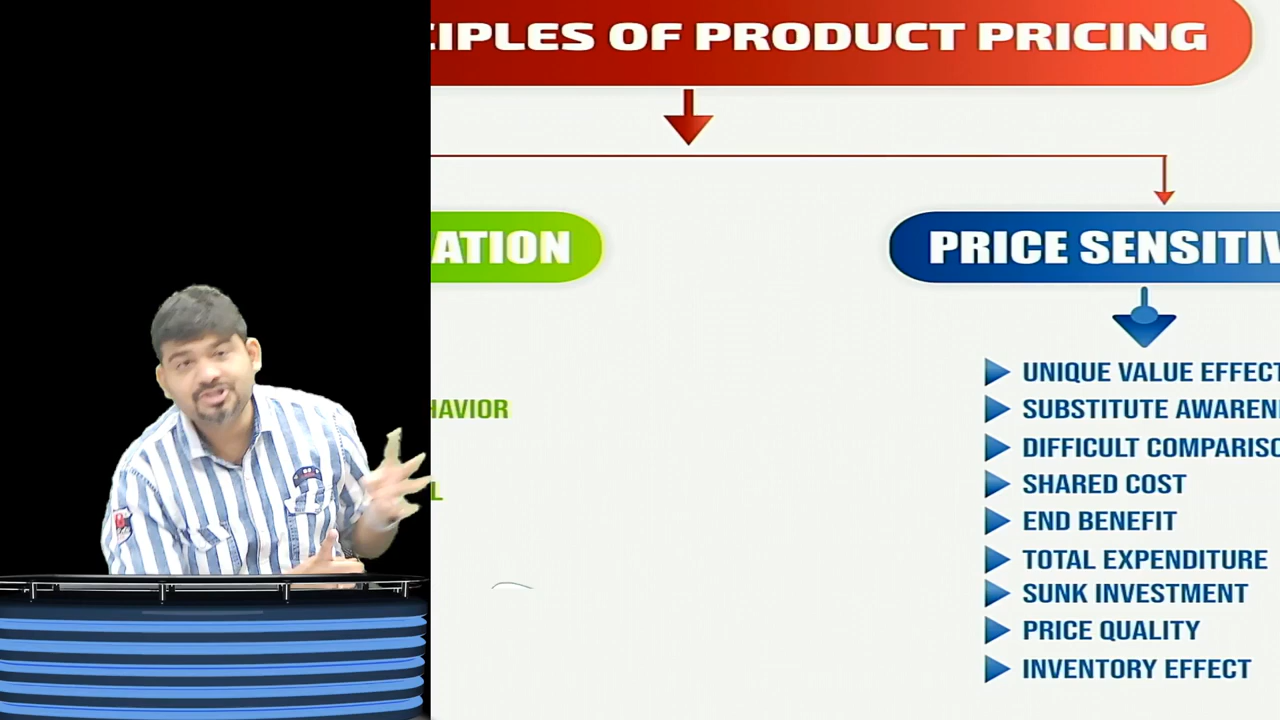 CIPLES OF PRODUCT PRICING
ATION
PRICE SENSITIV
HAVIOR
L
UNIQUE VALUE EFFECT
SUBSTITUTE AWAREN
DIFFICULT COMPARISO
SHARED COST
END BENEFIT
TOTAL EXPENDITURE
SUNK INVESTMENT
PRICE QUALITY
INVENTORY EFFECT